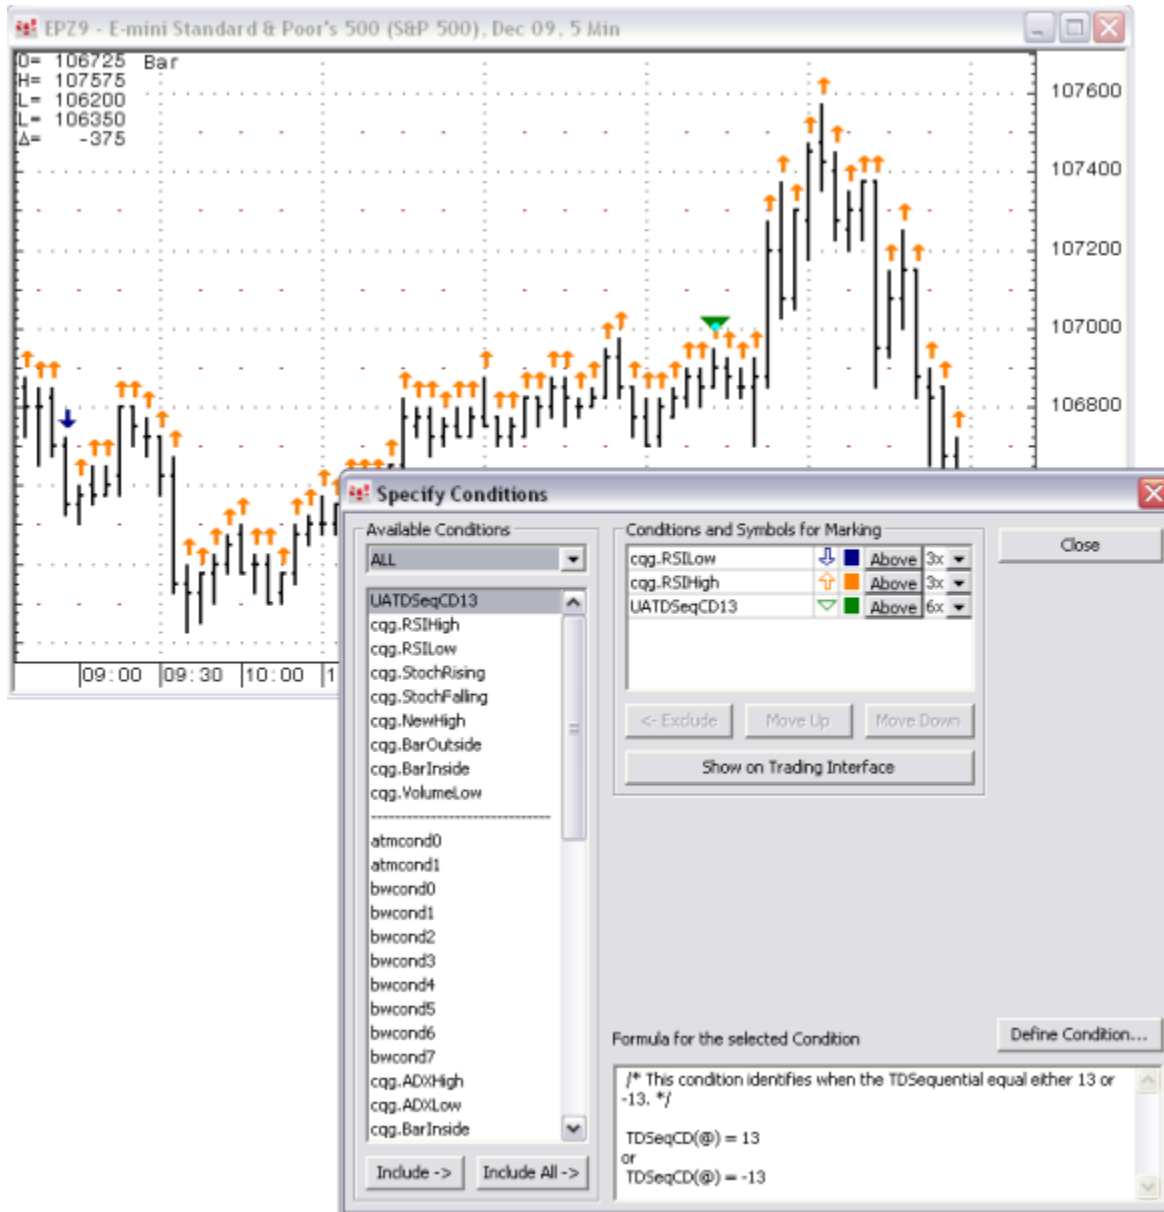 EPZ9 - E-mini Standard & Poor's 500 (S&P 500), Dec 09, 5 Min
O= 106725 Bar
H= 107575
L= 106200
L= 106350
Δ= -375
107600
107400
107200
107000
106800
09:00 09:30 10:00 1
Specify Conditions
Available Conditions
ALL
UATDSeqCD13
cqg.RSIHigh
cqg.RSILow
cqg.StochRising
cqg.StochFalling
cqg.NewHigh
cqg.BarOutside
cqg.BarInside
cqg.VolumeLow
------------------------------
atmcond0
atmcond1
bwcond0
bwcond1
bwcond2
bwcond3
bwcond4
bwcond5
bwcond6
bwcond7
cqg.ADXHigh
cqg.ADXLow
cqg.BarInside
Include ->
Include All ->
Conditions and Symbols for Marking
cqg.RSILow Above 3x
cqg.RSIHigh Above 3x
UATDSeqCD13 Above 6x
<- Exclude
Move Up
Move Down
Show on Trading Interface
Close
Formula for the selected Condition
Define Condition...
/* This condition identifies when the TDSequential equal either 13 or
-13. */
TDSeqCD(@) = 13
or
TDSeqCD(@) = -13